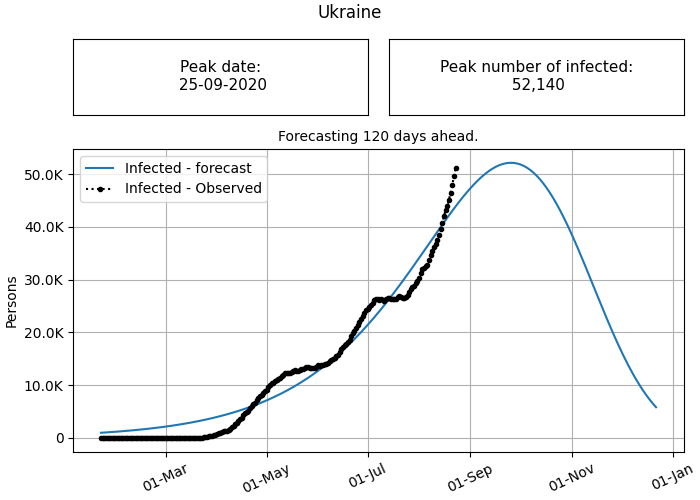 Ukraine
Peak date:
25-09-2020
Peak number of infected:
52,140
Forecasting 120 days ahead.
Infected - forecast
Infected - Observed
50.0K
40.0K
30.0K
20.0K
10.0K
0
Persons
01-Mar
01-May
01-Jul
01-Sep
01-Nov
01-Jan